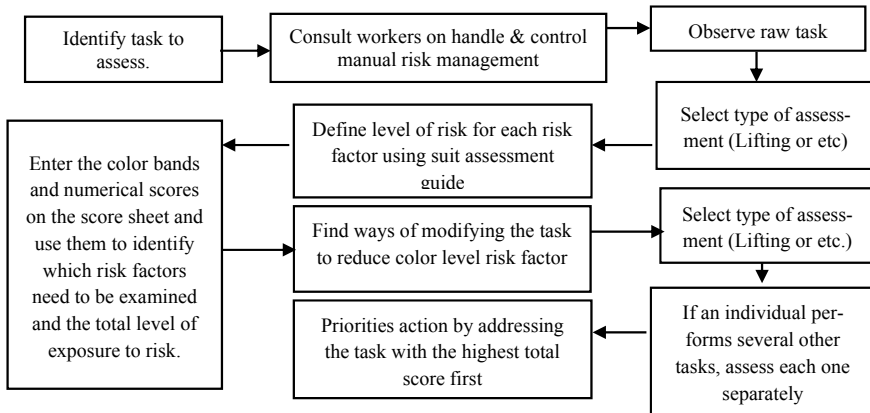 Identify task to
assess.
Consult workers on handle & control
manual risk management
Observe raw task
Select type of assess-
ment (Lifting or etc)
Define level of risk for each risk
factor using suit assessment
guide
Enter the color bands
and numerical scores
on the score sheet and
use them to identify
which risk factors
need to be examined
and the total level of
exposure to risk.
Find ways of modifying the task
to reduce color level risk factor
Select type of assess-
ment (Lifting or etc.)
If an individual per-
forms several other
tasks, assess each one
separately
Priorities action by addressing
the task with the highest total
score first